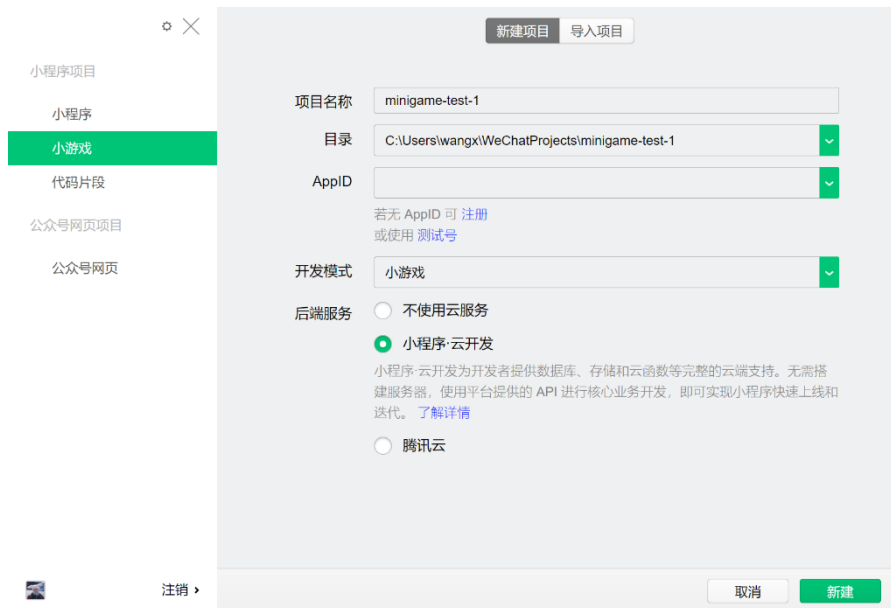 新建项目 导入项目
小程序项目
小程序
小游戏
代码片段
公众号网页项目
公众号网页
注销 ›
项目名称 minigame-test-1
目录 C:\Users\wangx\WeChatProjects\minigame-test-1
AppID
若无 AppID 可 注册
或使用 测试号
开发模式 小游戏
后端服务 不使用云服务
小程序·云开发
小程序·云开发为开发者提供数据库、存储和云函数等完整的云端支持。无需搭
建服务器，使用平台提供的 API 进行核心业务开发，即可实现小程序快速上线和
迭代。 了解详情
腾讯云
取消 新建